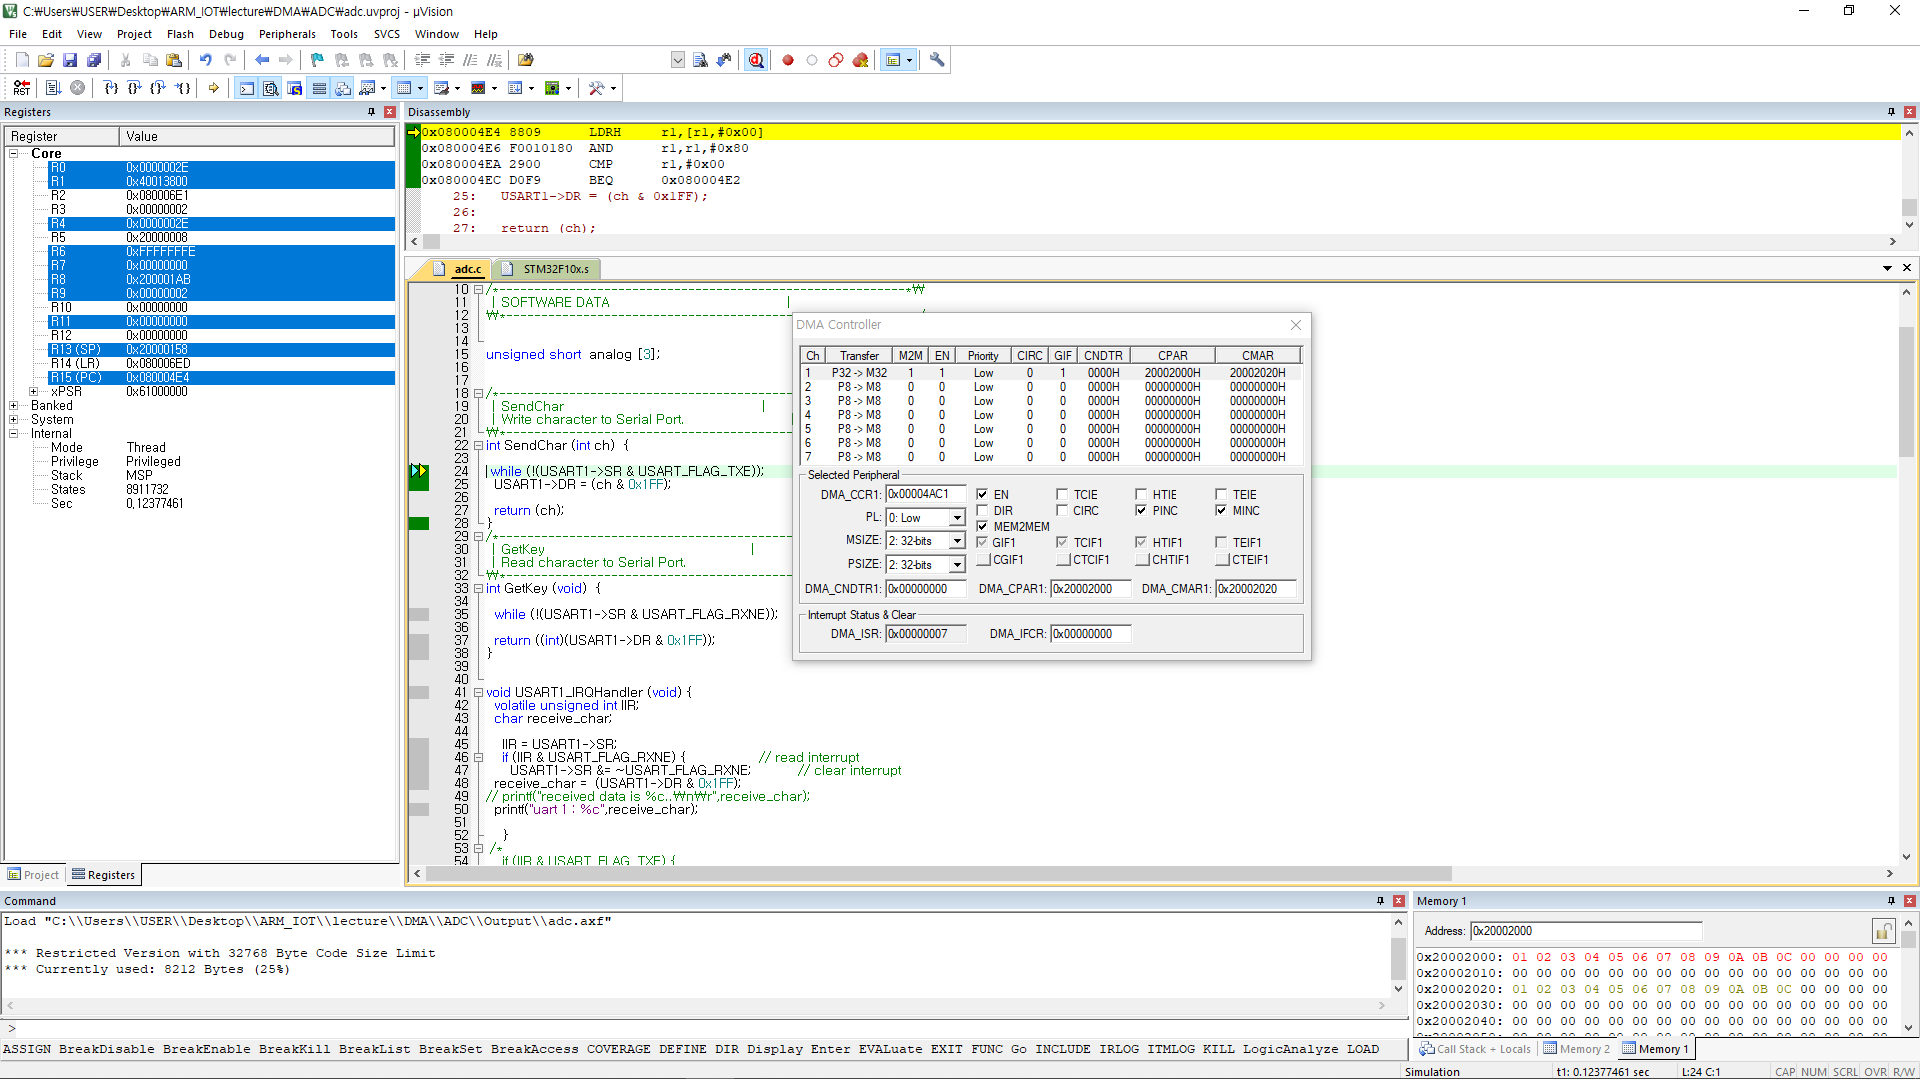 C:₩Users₩USER₩Desktop₩ARM_IOT₩lecture₩DMA₩ADC₩adc.uvproj - µVision
File Edit View Project Flash Debug Peripherals Tools SVCS Window Help
Registers
Register Value
Core
R0 0x0000002E
R1 0x40013800
R2 0x080006E1
R3 0x00000002
R4 0x0000002E
R5 0x20000008
R6 0xFFFFFFFE
R7 0x00000000
R8 0x200001AB
R9 0x00000002
R10 0x00000000
R11 0x00000000
R12 0x00000000
R13 (SP) 0x20000158
R14 (LR) 0x080006ED
R15 (PC) 0x080004E4
xPSR 0x61000000
Banked
System
Internal
Mode Thread
Privilege Privileged
Stack MSP
States 8911732
Sec 0,12377461
Project Registers
Disassembly
0x080004E4 8809 LDRH r1,[r1,#0x00]
0x080004E6 F0010180 AND r1,r1,#0x80
0x080004EA 2900 CMP r1,#0x00
0x080004EC D0F9 BEQ 0x080004E2
25: USART1->DR = (ch & 0x1FF);
26:
27: return (ch);
adc.c STM32F10x.s
10 /*----------------------------------------------------------------*₩
11 | SOFTWARE DATA |
12 ₩*----------------------------------------------------------------
13
14
15 unsigned short analog [3];
16
17
18 /*----------------------------------------------------------------
19 | SendChar |
20 | Write character to Serial Port. |
21 ₩*----------------------------------------------------------------
22 int SendChar (int ch) {
23
24 while (!(USART1->SR & USART_FLAG_TXE));
25 USART1->DR = (ch & 0x1FF);
26
27 return (ch);
28 }
29 /*----------------------------------------------------------------
30 | GetKey |
31 | Read character to Serial Port.
32 ₩*----------------------------------------------------------------
33 int GetKey (void) {
34
35 while (!(USART1->SR & USART_FLAG_RXNE));
36
37 return ((int)(USART1->DR & 0x1FF));
38 }
39
40
41 void USART1_IRQHandler (void) {
42 volatile unsigned int IIR;
43 char receive_char;
44
45 IIR = USART1->SR;
46 if (IIR & USART_FLAG_RXNE) { // read interrupt
47 USART1->SR &= ~USART_FLAG_RXNE; // clear interrupt
48 receive_char = (USART1->DR & 0x1FF);
49 // printf("received data is %c..₩n₩r",receive_char);
50 printf("uart 1 : %c",receive_char);
51
52 }
53 /*
54 if (IIR & USART_FLAG_TXE) {
DMA Controller
Ch Transfer M2M EN Priority CIRC GIF CNDTR CPAR CMAR
1 P32 -> M32 1 1 Low 0 1 0000H 20002000H 20002020H
2 P8 -> M8 0 0 Low 0 0 0000H 00000000H 00000000H
3 P8 -> M8 0 0 Low 0 0 0000H 00000000H 00000000H
4 P8 -> M8 0 0 Low 0 0 0000H 00000000H 00000000H
5 P8 -> M8 0 0 Low 0 0 0000H 00000000H 00000000H
6 P8 -> M8 0 0 Low 0 0 0000H 00000000H 00000000H
7 P8 -> M8 0 0 Low 0 0 0000H 00000000H 00000000H
Selected Peripheral
DMA_CCR1: 0x00004AC1 EN TCIE HTIE TEIE
PL: 0: Low DIR CIRC PINC MINC
MEM2MEM
MSIZE: 2: 32-bits GIF1 TCIF1 HTIF1 TEIF1
PSIZE: 2: 32-bits CGIF1 CTCIF1 CHTIF1 CTEIF1
DMA_CNDTR1: 0x00000000 DMA_CPAR1: 0x20002000 DMA_CMAR1: 0x20002020
Interrupt Status & Clear
DMA_ISR: 0x00000007 DMA_IFCR: 0x00000000
Command
Load "C:\\Users\\USER\\Desktop\\ARM_IOT\\lecture\\DMA\\ADC\\Output\\adc.axf"
*** Restricted Version with 32768 Byte Code Size Limit
*** Currently used: 8212 Bytes (25%)
>
ASSIGN BreakDisable BreakEnable BreakKill BreakList BreakSet BreakAccess COVERAGE DEFINE DIR Display Enter EVALuate EXIT FUNC Go INCLUDE IRLOG ITMLOG KILL LogicAnalyze LOAD
Memory 1
Address: 0x20002000
0x20002000: 01 02 03 04 05 06 07 08 09 0A 0B 0C 00 00 00 00
0x20002010: 00 00 00 00 00 00 00 00 00 00 00 00 00 00 00 00
0x20002020: 01 02 03 04 05 06 07 08 09 0A 0B 0C 00 00 00 00
0x20002030: 00 00 00 00 00 00 00 00 00 00 00 00 00 00 00 00
0x20002040: 00 00 00 00 00 00 00 00 00 00 00 00 00 00 00 00
Call Stack + Locals Memory 2 Memory 1
Simulation t1: 0.12377461 sec L:24 C:1 CAP NUM SCRL OVR R/W